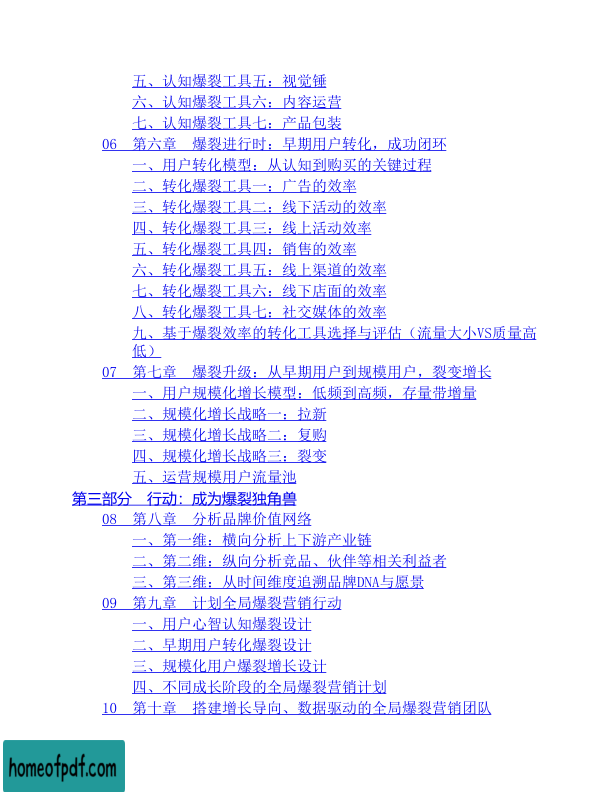 五、认知爆裂工具五：视觉锤
六、认知爆裂工具六：内容运营
七、认知爆裂工具七：产品包装
06 第六章 爆裂进行时：早期用户转化，成功闭环
一、用户转化模型：从认知到购买的关键过程
二、转化爆裂工具一：广告的效率
三、转化爆裂工具二：线下活动的效率
四、转化爆裂工具三：线上活动效率
五、转化爆裂工具四：销售的效率
六、转化爆裂工具五：线上渠道的效率
七、转化爆裂工具六：线下店面的效率
八、转化爆裂工具七：社交媒体的效率
九、基于爆裂效率的转化工具选择与评估（流量大小VS质量高
低）
07 第七章 爆裂升级：从早期用户到规模用户，裂变增长
一、用户规模化增长模型：低频到高频，存量带增量
二、规模化增长战略一：拉新
三、规模化增长战略二：复购
四、规模化增长战略三：裂变
五、运营规模用户流量池
第三部分 行动：成为爆裂独角兽
08 第八章 分析品牌价值网络
一、第一维：横向分析上下游产业链
二、第二维：纵向分析竞品、伙伴等相关利益者
三、第三维：从时间维度追溯品牌DNA与愿景
09 第九章 计划全局爆裂营销行动
一、用户心智认知爆裂设计
二、早期用户转化爆裂设计
三、规模化用户爆裂增长设计
四、不同成长阶段的全局爆裂营销计划
10 第十章 搭建增长导向、数据驱动的全局爆裂营销团队
homeofpdf.com